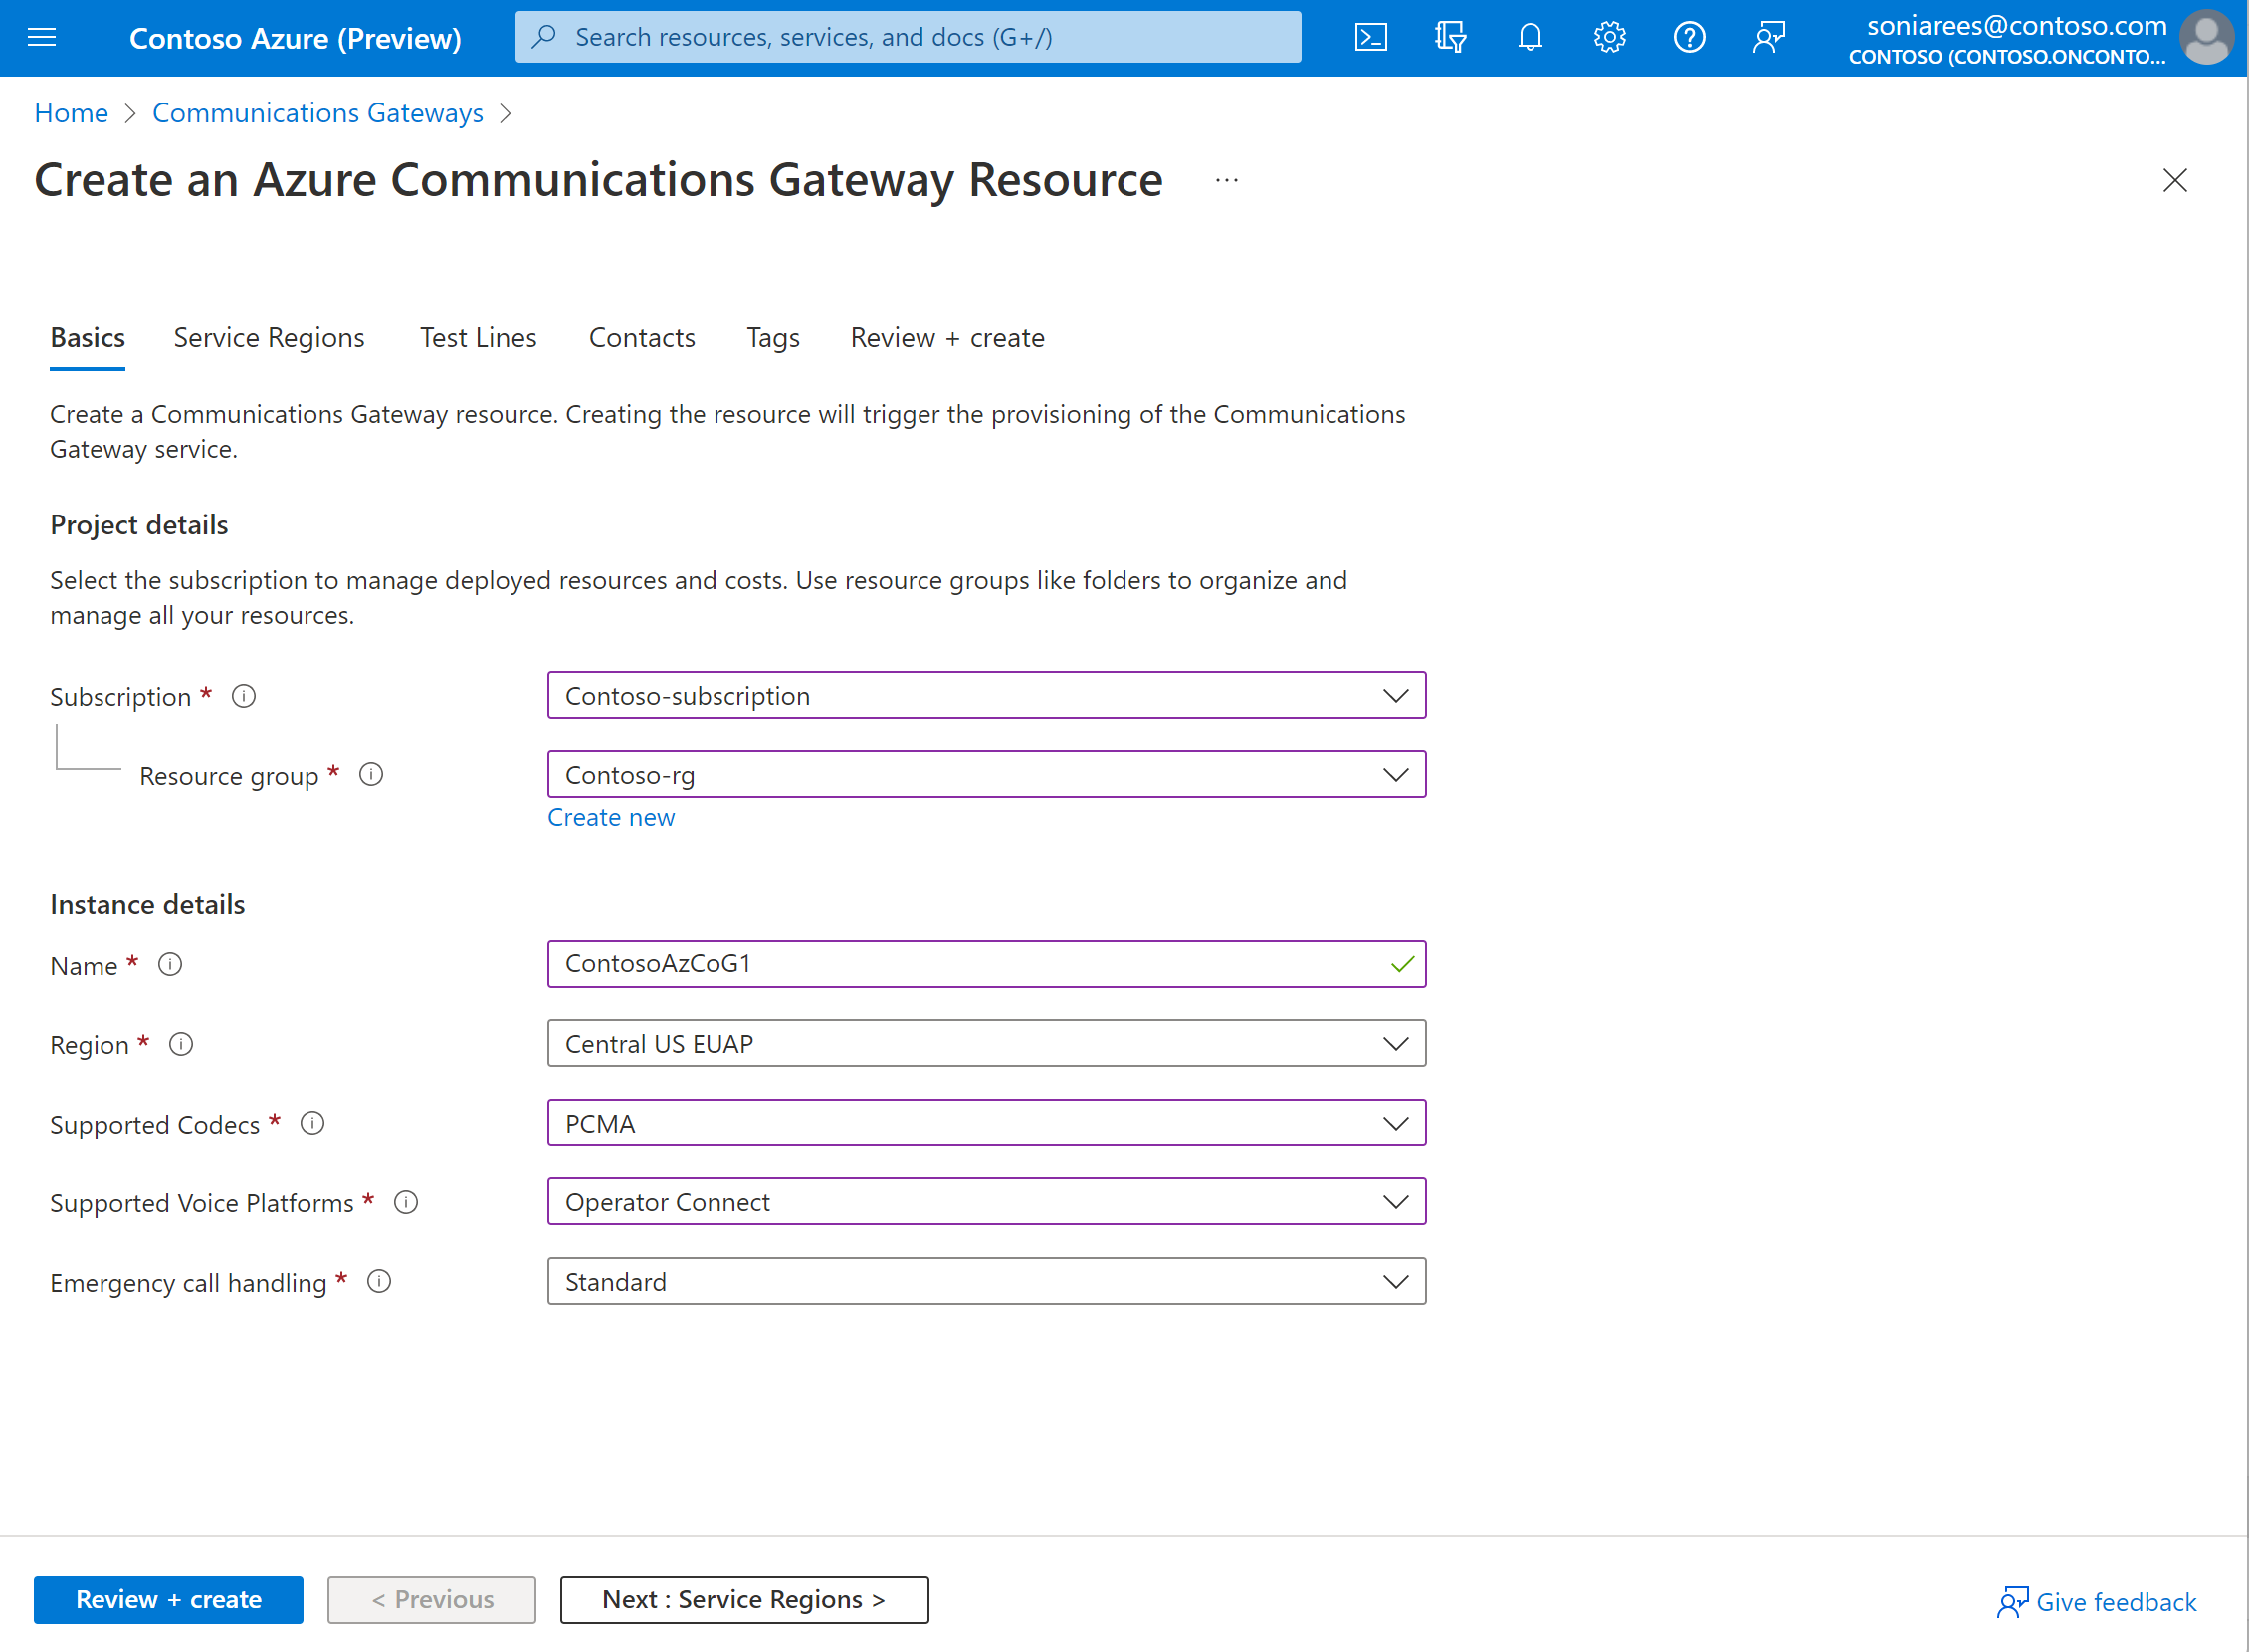 Contoso Azure (Preview)
Search resources, services, and docs (G+/)
soniarees@contoso.com
CONTOSO (CONTOSO.ONCONTO...
Home > Communications Gateways >
Create an Azure Communications Gateway Resource ...
Basics Service Regions Test Lines Contacts Tags Review + create
Create a Communications Gateway resource. Creating the resource will trigger the provisioning of the Communications
Gateway service.
Project details
Select the subscription to manage deployed resources and costs. Use resource groups like folders to organize and
manage all your resources.
Subscription * Contoso-subscription
Resource group * Contoso-rg
Create new
Instance details
Name * ContosoAzCoG1
Region * Central US EUAP
Supported Codecs * PCMA
Supported Voice Platforms * Operator Connect
Emergency call handling * Standard
Review + create < Previous Next : Service Regions > Give feedback